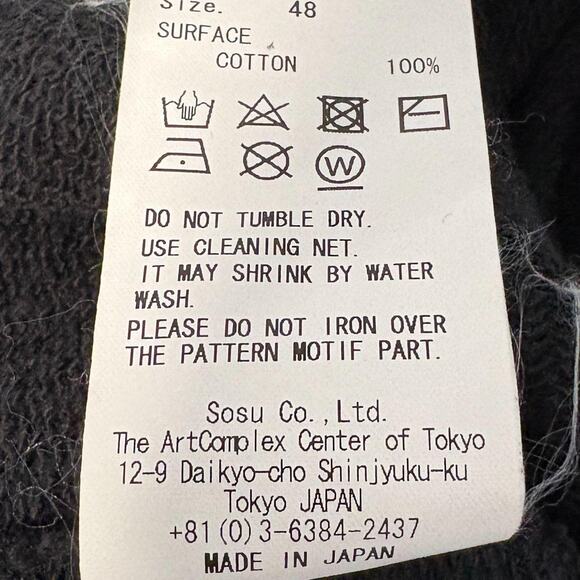 Size. 48
SURFACE
COTTON 100%
W
DO NOT TUMBLE DRY.
USE CLEANING NET.
IT MAY SHRINK BY WATER
WASH.
PLEASE DO NOT IRON OVER
THE PATTERN MOTIF PART.
Sosu Co.,Ltd.
The ArtComplex Center of Tokyo
12-9 Daikyo-cho Shinjyuku-ku
Tokyo JAPAN
+81(0)3-6384-2437
MADE IN JAPAN